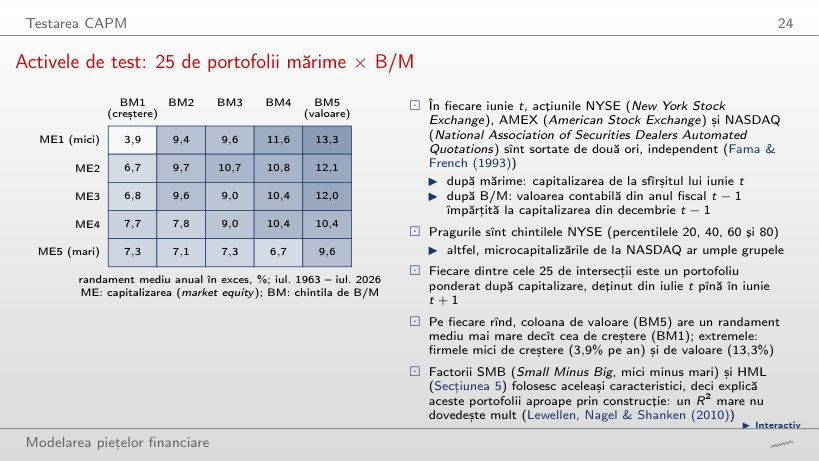 Testarea CAPM 24
Activele de test: 25 de portofolii mărime × B/M
BM1 BM2 BM3 BM4 BM5
(creștere) (valoare)
ME1 (mici) 3,9 9,4 9,6 11,6 13,3
ME2 6,7 9,7 10,7 10,8 12,1
ME3 6,8 9,6 9,0 10,4 12,0
ME4 7,7 7,8 9,0 10,4 10,4
ME5 (mari) 7,3 7,1 7,3 6,7 9,6
randament mediu anual în exces, %; iul. 1963 – iul. 2026
ME: capitalizarea (market equity); BM: chintila de B/M
În fiecare iunie t, acțiunile NYSE (New York Stock
Exchange), AMEX (American Stock Exchange) și NASDAQ
(National Association of Securities Dealers Automated
Quotations) sînt sortate de două ori, independent (Fama &
French (1993))
▶ după mărime: capitalizarea de la sfîrșitul lui iunie t
▶ după B/M: valoarea contabilă din anul fiscal t − 1
împărțită la capitalizarea din decembrie t − 1
Pragurile sînt chintilele NYSE (percentilele 20, 40, 60 și 80)
▶ altfel, microcapitalizările de la NASDAQ ar umple grupele
Fiecare dintre cele 25 de intersecții este un portofoliu
ponderat după capitalizare, deținut din iulie t pînă în iunie
t + 1
Pe fiecare rînd, coloana de valoare (BM5) are un randament
mediu mai mare decît cea de creștere (BM1); extremele:
firmele mici de creștere (3,9% pe an) și de valoare (13,3%)
Factorii SMB (Small Minus Big, mici minus mari) și HML
(Secțiunea 5) folosesc aceleași caracteristici, deci explică
aceste portofolii aproape prin construcție: un R² mare nu
dovedește mult (Lewellen, Nagel & Shanken (2010))
▶ Interactiv
Modelarea piețelor financiare